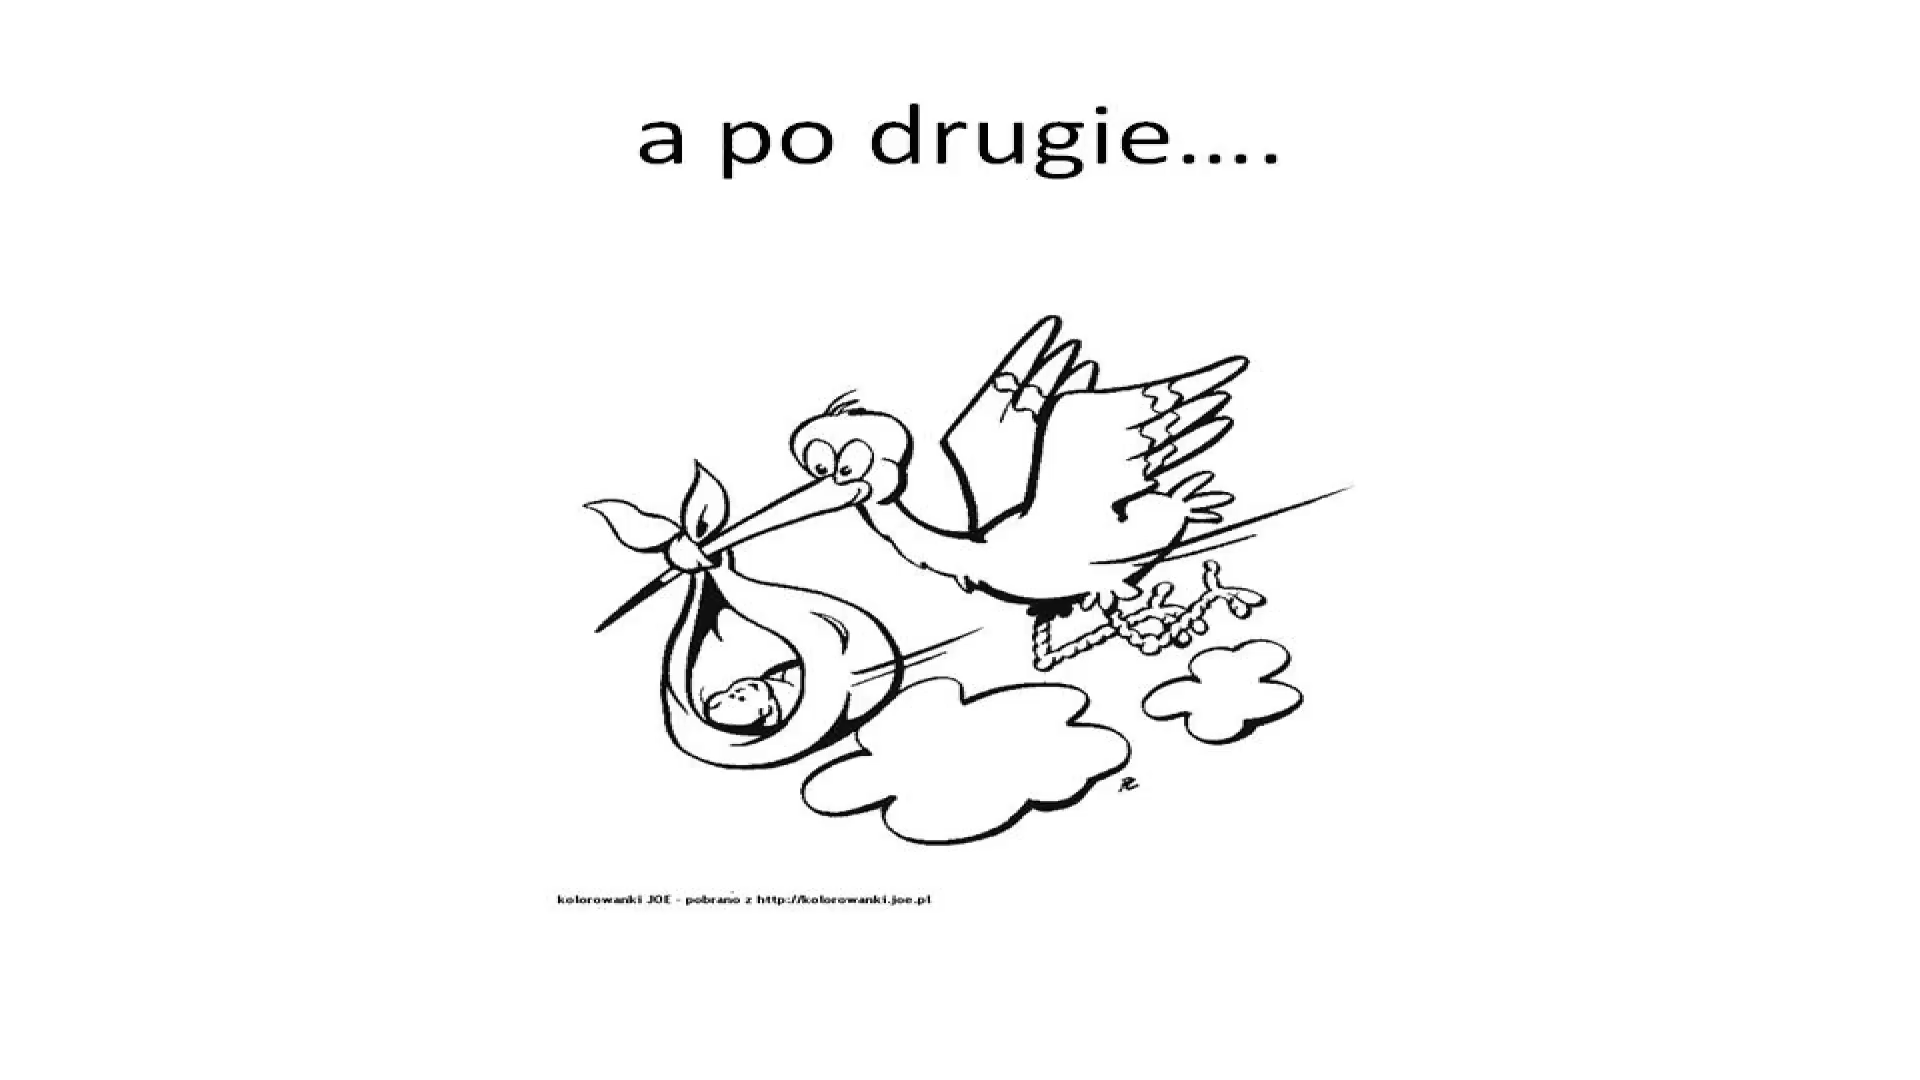 a po drugie....
kolorowanki JOE - pobrano z http://kolorowanki.joe.pl